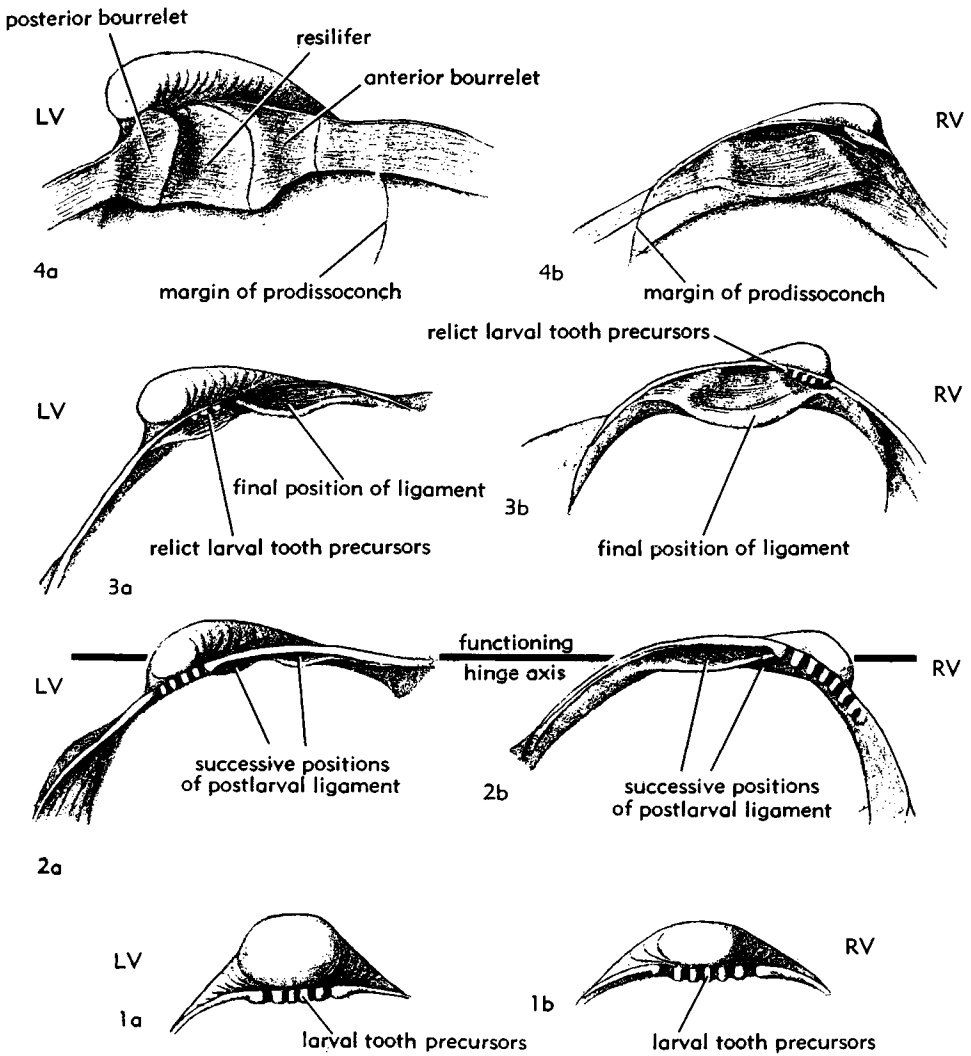 posterior bourrelet
resilifer
anterior bourrelet
LV
RV
4a
margin of prodissoconch
4b
margin of prodissoconch
relict larval tooth precursors
LV
RV
final position of ligament
3b
relict larval tooth precursors
final position of ligament
3a
functioning
hinge axis
LV
RV
successive positions
of postlarval ligament
2b
successive positions
of postlarval ligament
2a
LV
RV
1a
1b
larval tooth precursors
larval tooth precursors